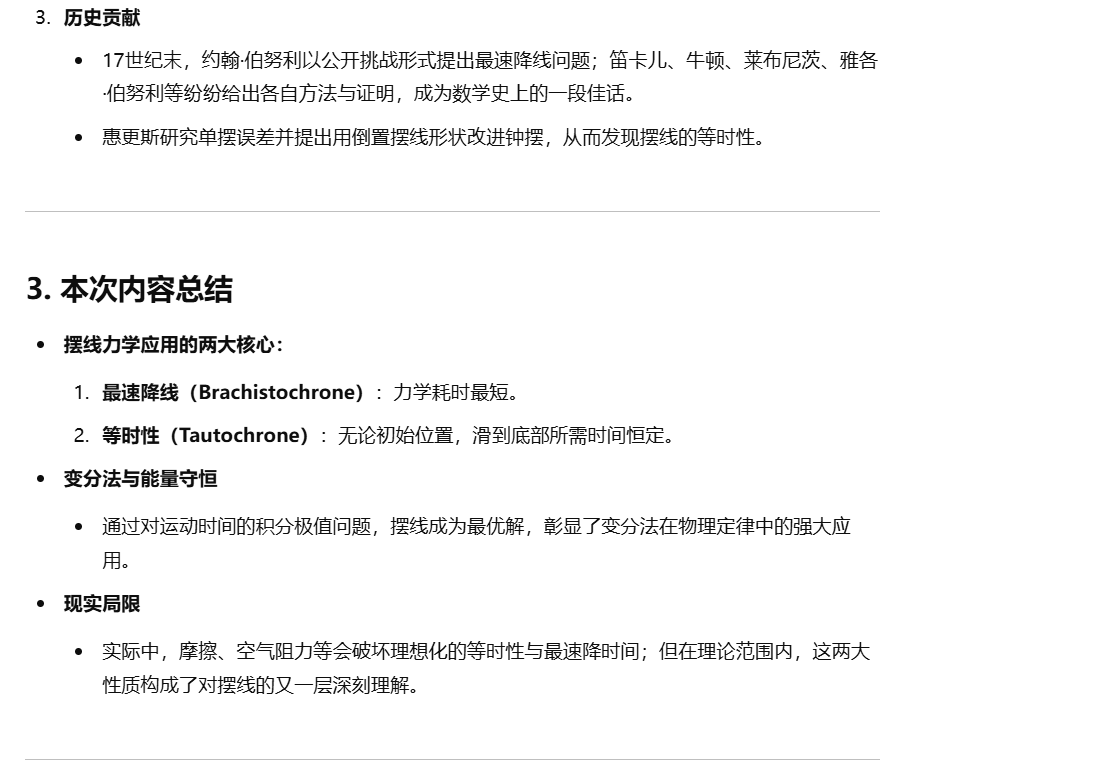 3. 历史贡献
• 17世纪末，约翰·伯努利以公开挑战形式提出最速降线问题；笛卡儿、牛顿、莱布尼茨、雅各
·伯努利等纷纷给出各自方法与证明，成为数学史上的一段佳话。
• 惠更斯研究单摆误差并提出用倒置摆线形状改进钟摆，从而发现摆线的等时性。
3. 本次内容总结
• 摆线力学应用的两大核心：
1. 最速降线（Brachistochrone）：力学耗时最短。
2. 等时性（Tautochrone）：无论初始位置，滑到底部所需时间恒定。
• 变分法与能量守恒
• 通过对运动时间的积分极值问题，摆线成为最优解，彰显了变分法在物理定律中的强大应
用。
• 现实局限
• 实际中，摩擦、空气阻力等会破坏理想化的等时性与最速降时间；但在理论范围内，这两大
性质构成了对摆线的又一层深刻理解。